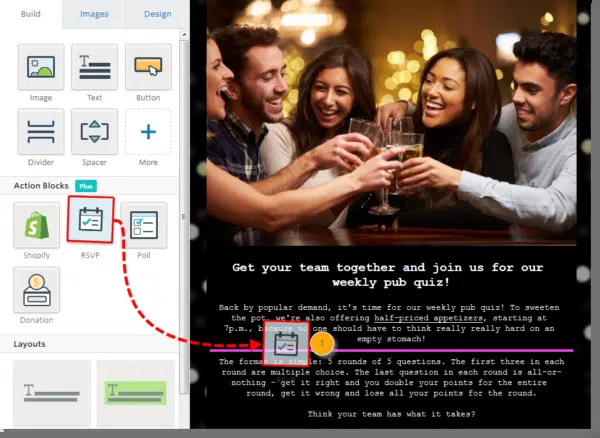 Build
Images
Design
Image
Text
Button
Divider
Spacer
More
Action Blocks
Plus
Shopify
RSVP
Poll
Donation
Layouts
Get your team together and join us for our
weekly pub quiz!
Back by popular demand, it's time for our weekly pub quiz! To sweeten
the pot, we're also offering half-priced appetizers, starting at
7p.m., because no one should have to think really really hard on an
empty stomach!
1
The format is simple: 5 rounds of 5 questions. The first three in each
round are multiple choice. The last question in each round is all-or-
nothing - get it right and you double your points for the entire
round, get it wrong and lose all your points for the round.
Think your team has what it takes?